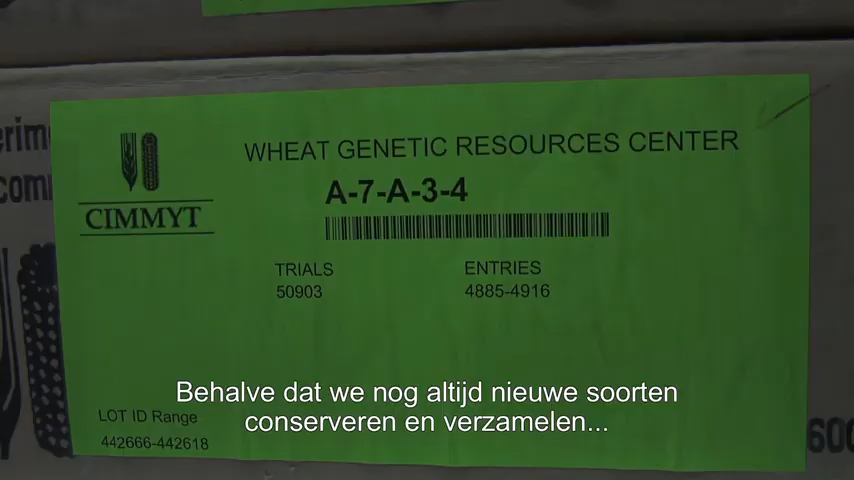 WHEAT GENETIC RESOURCES CENTER
A-7-A-3-4
CIMMYT
TRIALS
50903
ENTRIES
4885-4916
Behalve dat we nog altijd nieuwe soorten
conserveren en verzamelen...
LOT ID Range
442666-442618